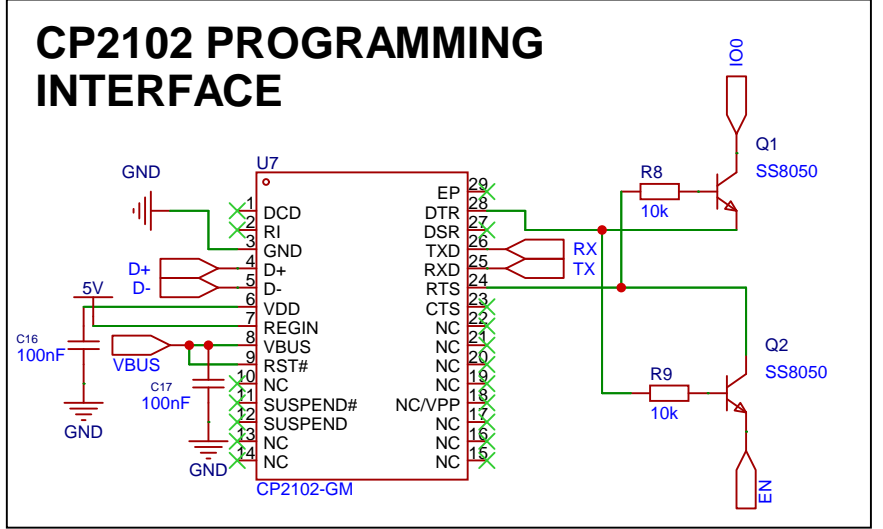 CP2102 PROGRAMMING
INTERFACE
IO0
Q1
SS8050
R8
10k
U7
GND
1 DCD
2 RI
3 GND
4 D+
5 D-
6 VDD
7 REGIN
8 VBUS
9 RST#
10 NC
11 SUSPEND#
12 SUSPEND
13 NC
14 NC
EP 29
DTR 28
DSR 27
TXD 26
RXD 25
RTS 24
CTS 23
NC 22
NC 21
NC 20
NC 19
NC/VPP 18
NC 17
NC 16
NC 15
CP2102-GM
D+
D-
5V
C16
100nF
GND
VBUS
C17
100nF
GND
RX
TX
Q2
SS8050
R9
10k
EN